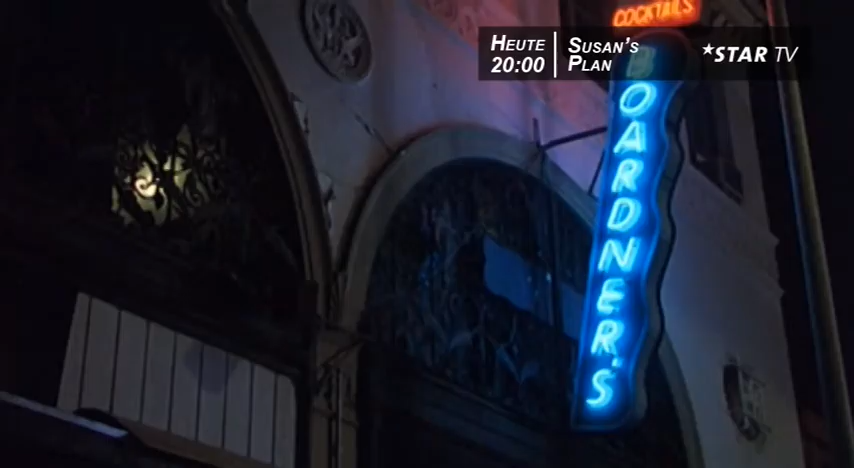 COCKTAILS
HEUTE
20:00
SUSAN'S
PLAN
*STAR TV
BOARDNER'S